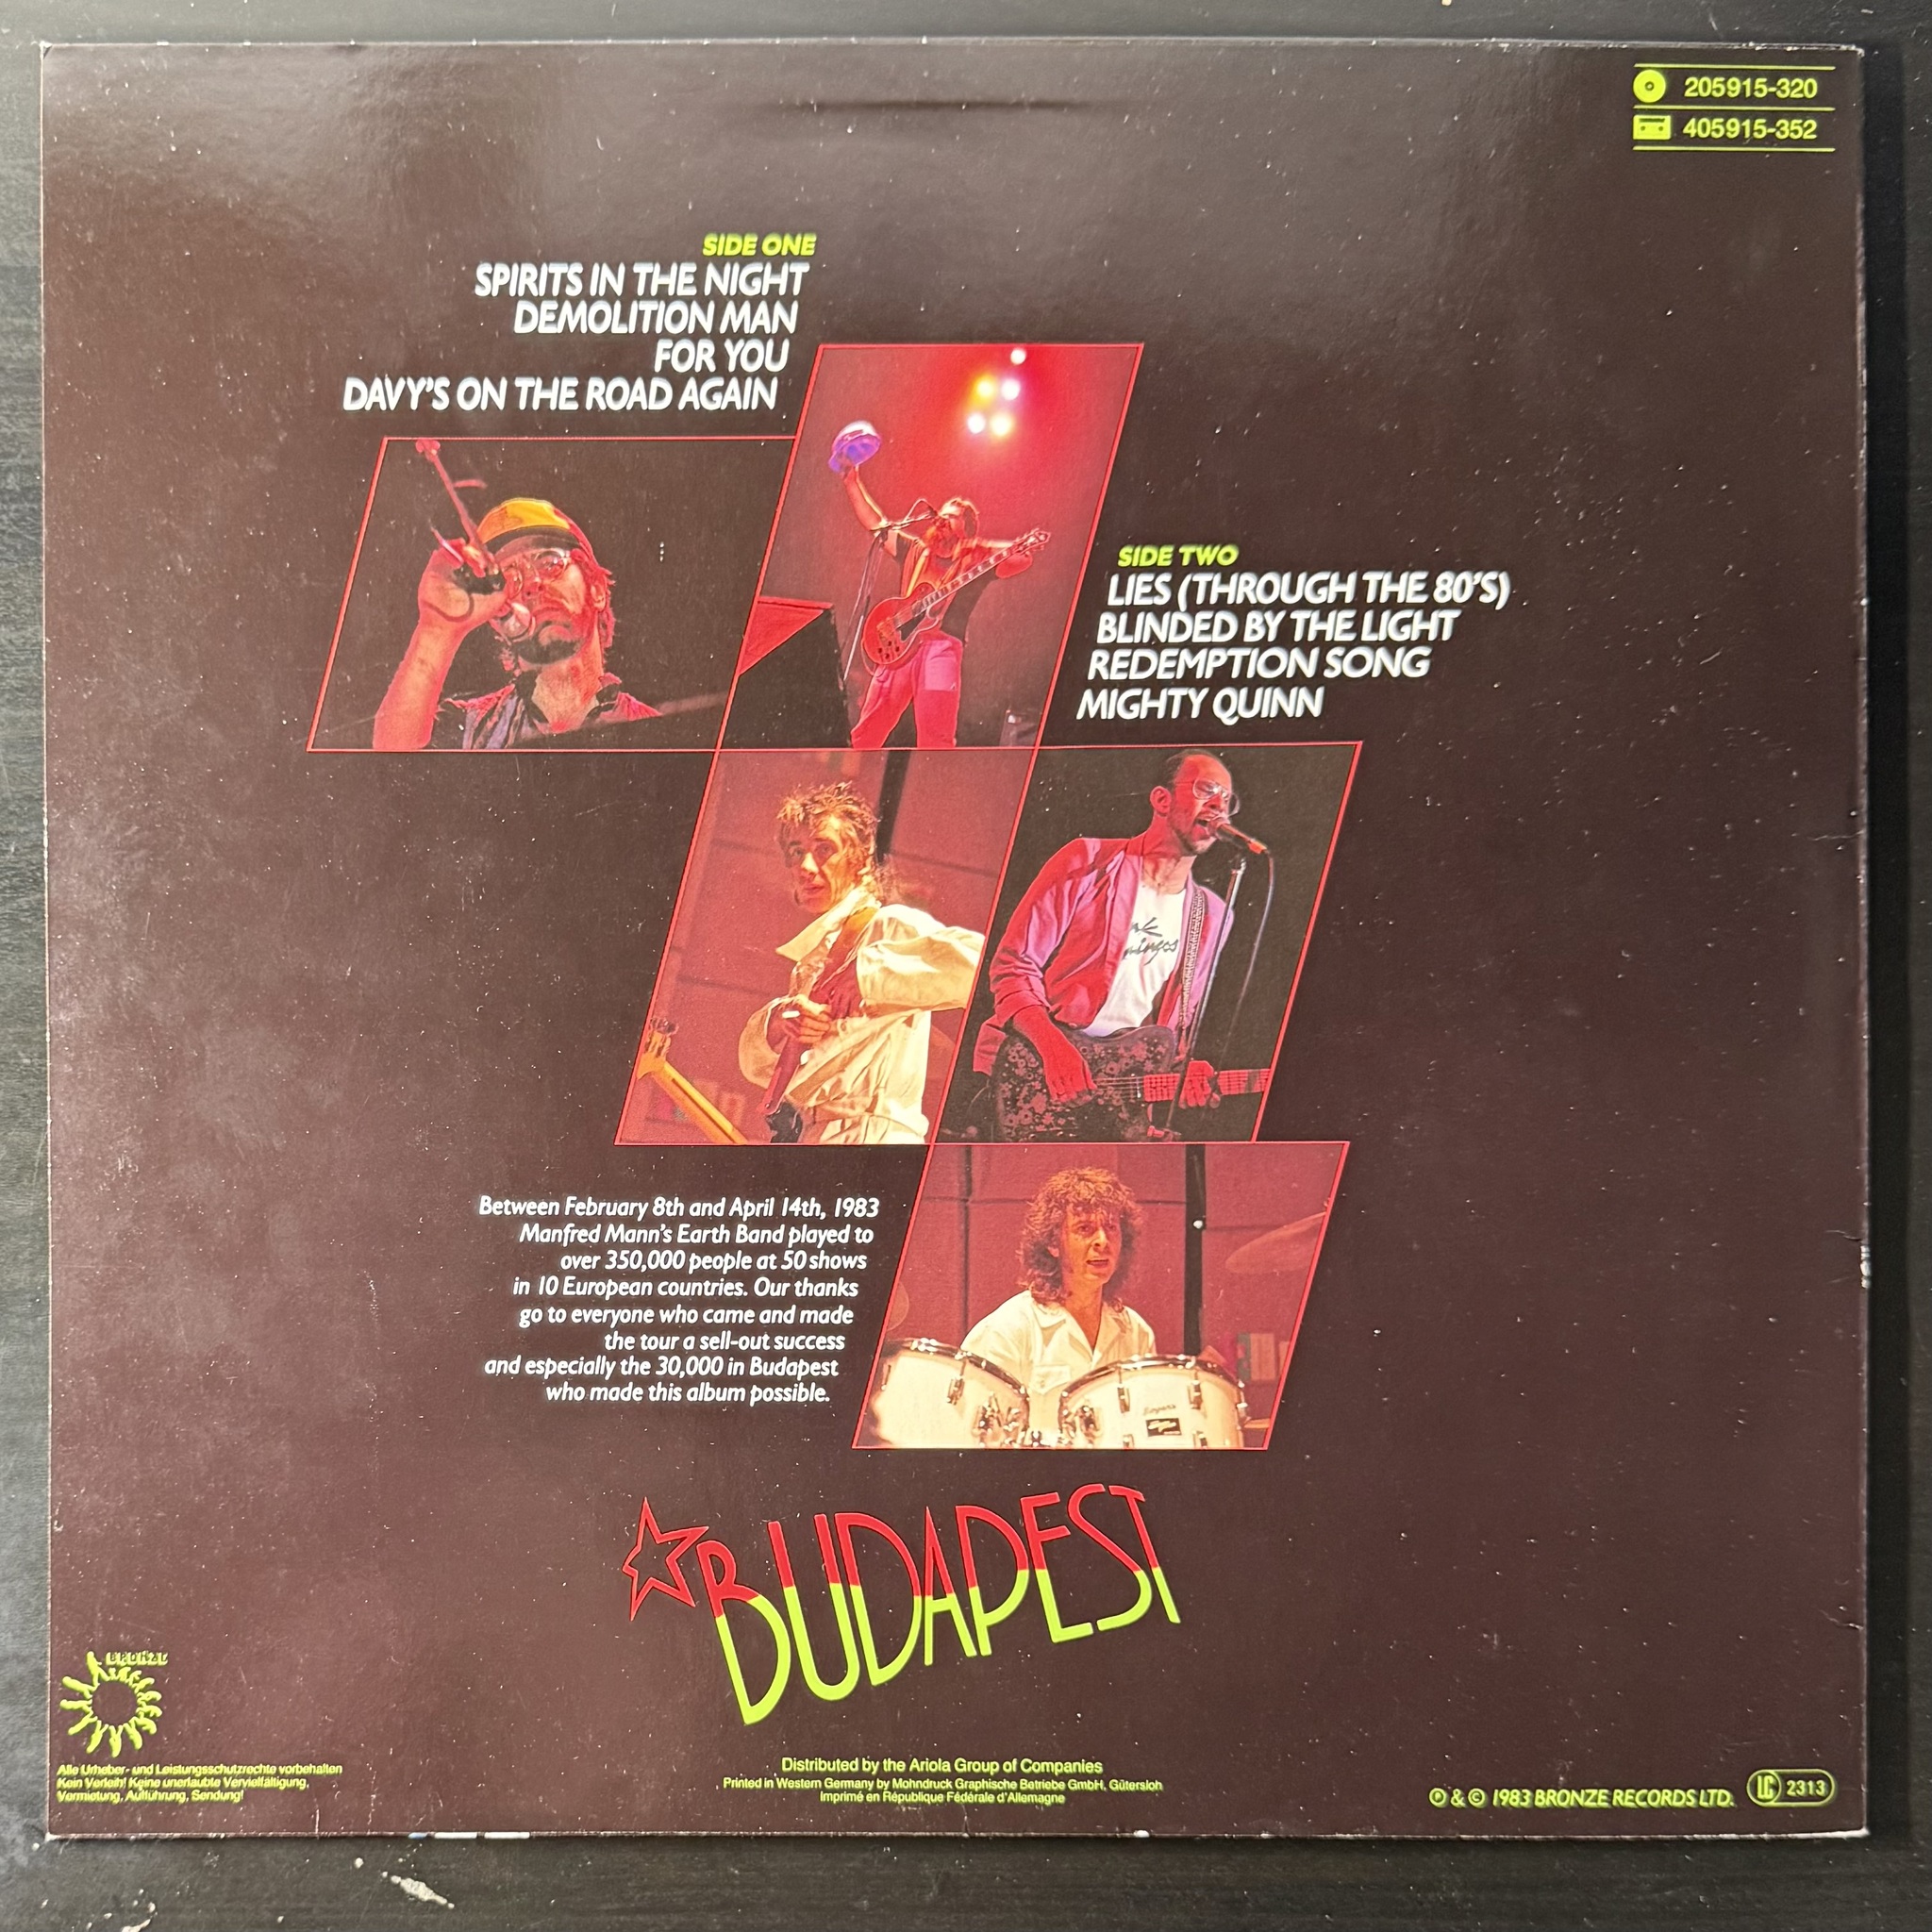 205915-320
405915-352
SIDE ONE
SPIRITS IN THE NIGHT
DEMOLITION MAN
FOR YOU
DAVY'S ON THE ROAD AGAIN
SIDE TWO
LIES (THROUGH THE 80'S)
BLINDED BY THE LIGHT
REDEMPTION SONG
MIGHTY QUINN
Between February 8th and April 14th, 1983
Manfred Mann's Earth Band played to
over 350,000 people at 50 shows
in 10 European countries. Our thanks
go to everyone who came and made
the tour a sell-out success
and especially the 30,000 in Budapest
who made this album possible.
BUDAPEST
BRONZE
Alle Urheber- und Leistungsschutzrechte vorbehalten
Kein Verleih! Keine unerlaubte Vervielfältigung,
Vermietung, Aufführung, Sendung!
Distributed by the Ariola Group of Companies
Printed in Western Germany by Mohndruck Graphische Betriebe GmbH, Gütersloh
Imprimé en République Fédérale d'Allemagne
℗ & © 1983 BRONZE RECORDS LTD.
LC 2313